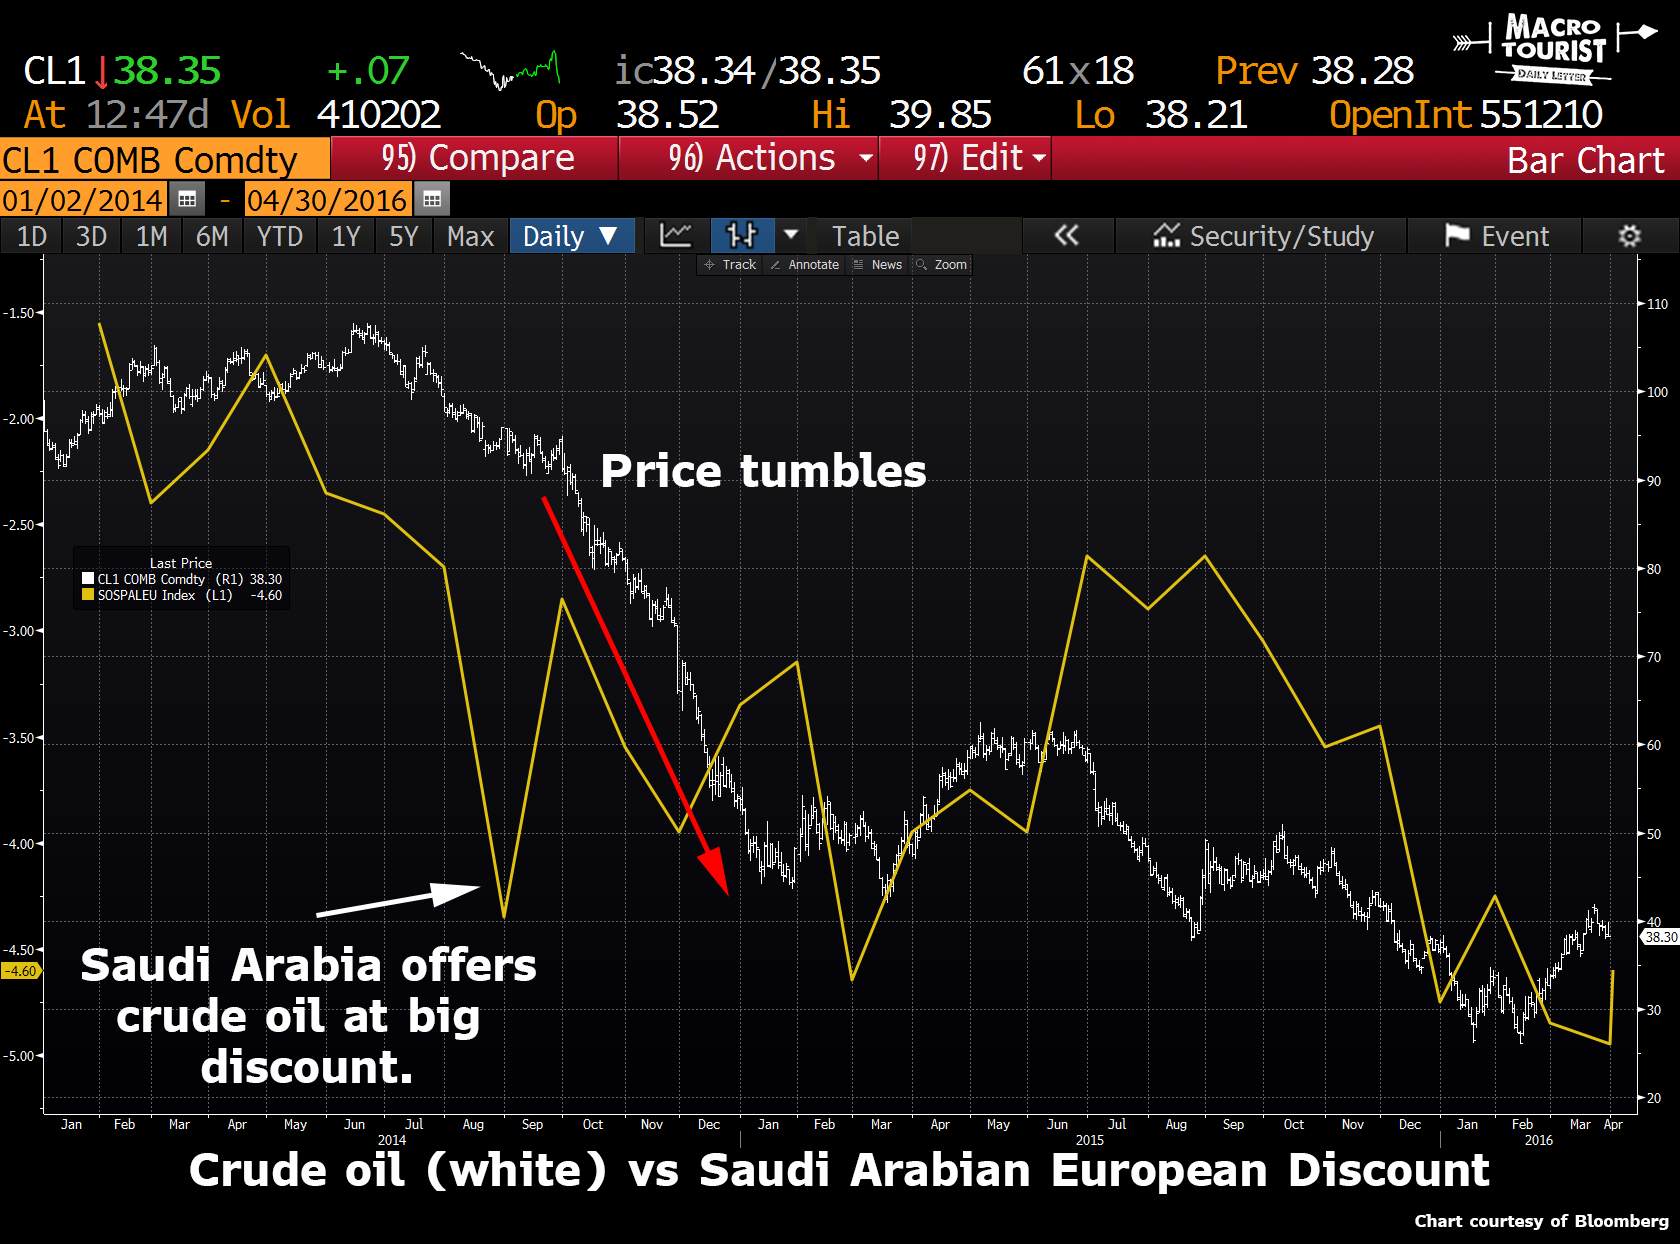 MACRO
TOURIST
DAILY LETTER
CL1 ↓38.35 +.07 ic38.34/38.35 61x18 Prev 38.28
At 12:47d Vol 410202 Op 38.52 Hi 39.85 Lo 38.21 OpenInt 551210
CL1 COMB Comdty 95) Compare 96) Actions 97) Edit Bar Chart
01/02/2014 - 04/30/2016
1D 3D 1M 6M YTD 1Y 5Y Max Daily ▼ Table « Security/Study Event
Track Annotate News Zoom
-1.50
-2.00
-2.50
-3.00
-3.50
-4.00
-4.50
-4.60
-5.00
110
100
90
80
70
60
50
40
38.30
30
20
Price tumbles
Last Price
CL1 COMB Comdty (R1) 38.30
SOSPALEU Index (L1) -4.60
Saudi Arabia offers
crude oil at big
discount.
Jan Feb Mar Apr May Jun Jul Aug Sep Oct Nov Dec Jan Feb Mar Apr May Jun Jul Aug Sep Oct Nov Dec Jan Feb Mar Apr
2014 2015 2016
Crude oil (white) vs Saudi Arabian European Discount
Chart courtesy of Bloomberg